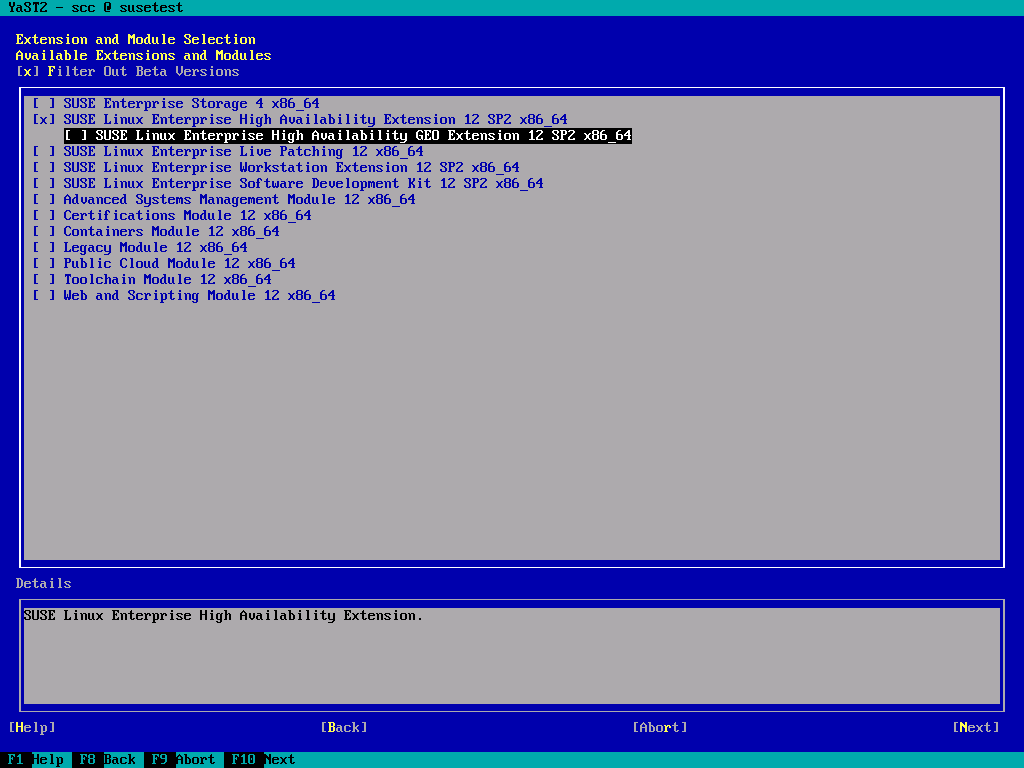 YaST2 - scc @ susetest
Extension and Module Selection
Available Extensions and Modules
[x] Filter Out Beta Versions
[ ] SUSE Enterprise Storage 4 x86_64
[x] SUSE Linux Enterprise High Availability Extension 12 SP2 x86_64
[ ] SUSE Linux Enterprise High Availability GEO Extension 12 SP2 x86_64
[ ] SUSE Linux Enterprise Live Patching 12 x86_64
[ ] SUSE Linux Enterprise Workstation Extension 12 SP2 x86_64
[ ] SUSE Linux Enterprise Software Development Kit 12 SP2 x86_64
[ ] Advanced Systems Management Module 12 x86_64
[ ] Certifications Module 12 x86_64
[ ] Containers Module 12 x86_64
[ ] Legacy Module 12 x86_64
[ ] Public Cloud Module 12 x86_64
[ ] Toolchain Module 12 x86_64
[ ] Web and Scripting Module 12 x86_64
Details
SUSE Linux Enterprise High Availability Extension.
[Help] [Back] [Abort] [Next]
F1 Help F8 Back F9 Abort F10 Next